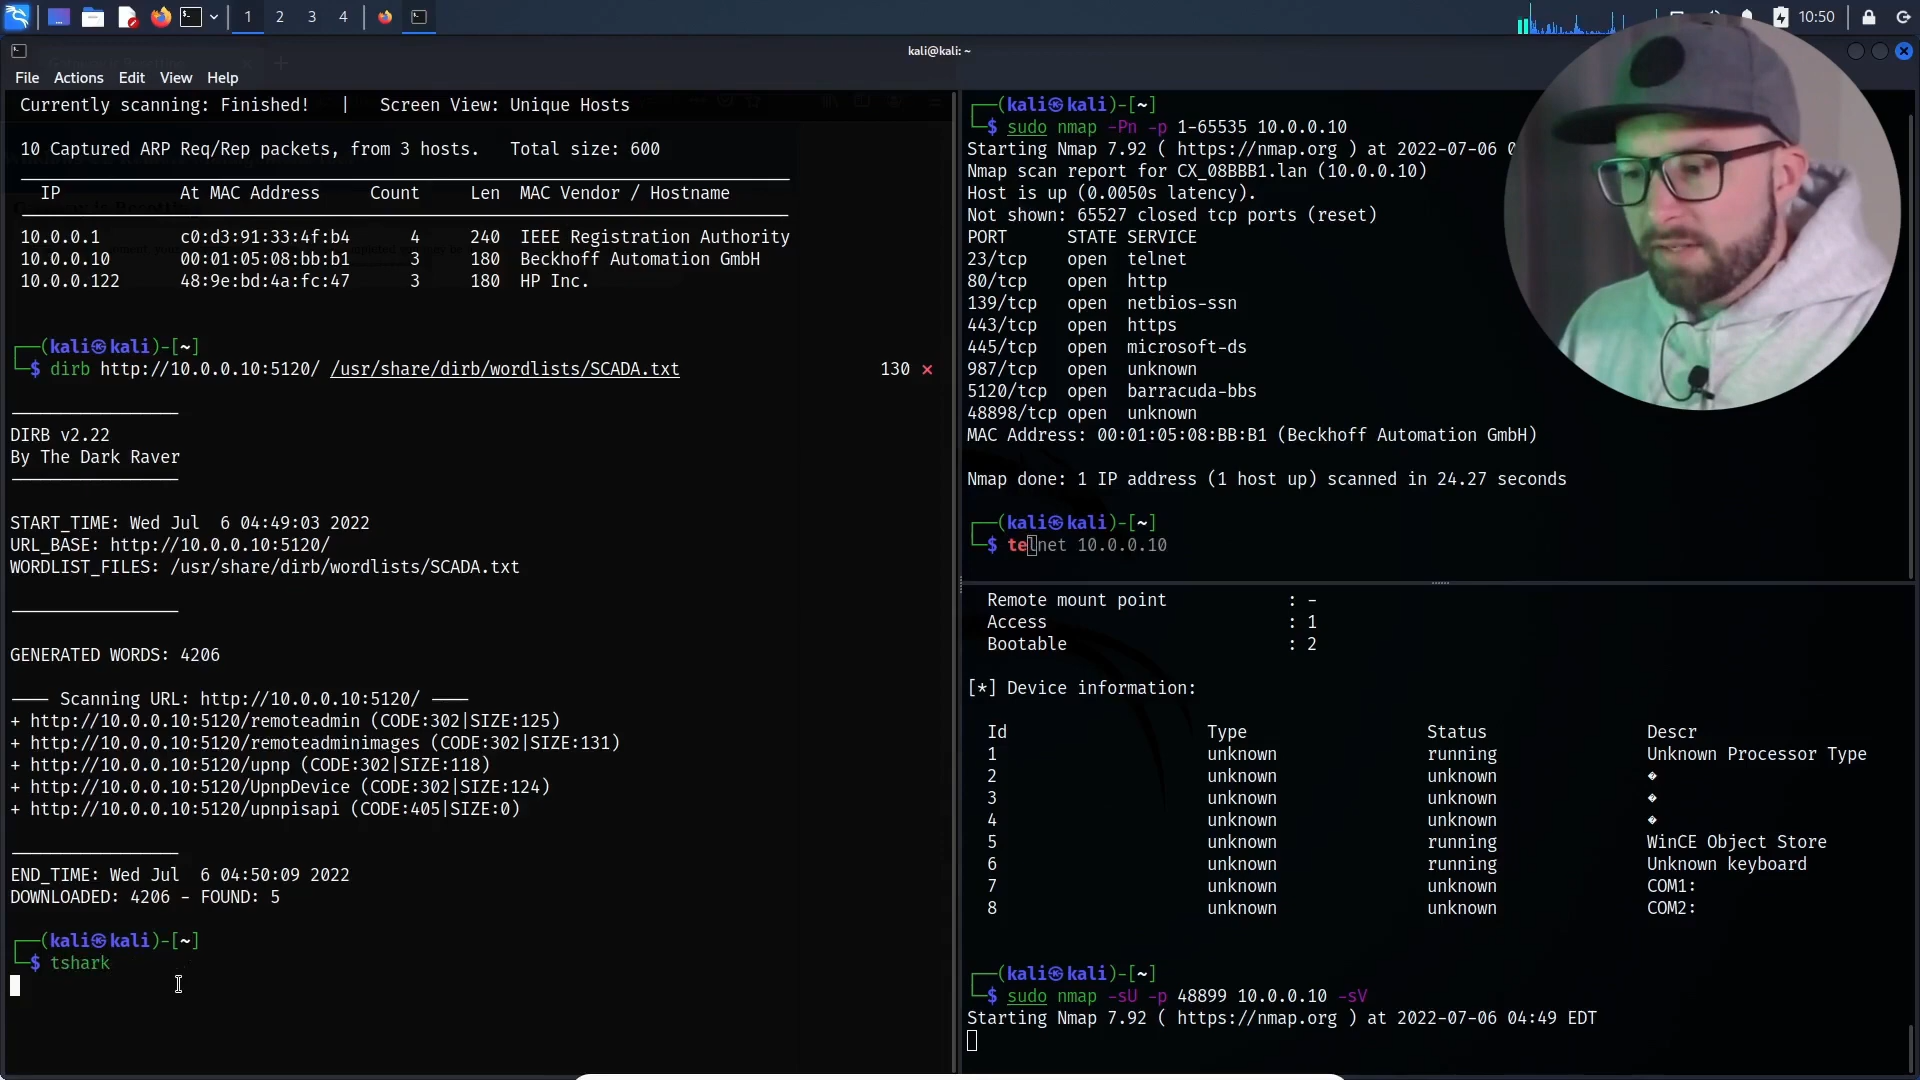 1 2 3 4
10:50
kali@kali: ~
File Actions Edit View Help
Currently scanning: Finished! | Screen View: Unique Hosts
10 Captured ARP Req/Rep packets, from 3 hosts. Total size: 600
IP At MAC Address Count Len MAC Vendor / Hostname
10.0.0.1 c0:d3:91:33:4f:b4 4 240 IEEE Registration Authority
10.0.0.10 00:01:05:08:bb:b1 3 180 Beckhoff Automation GmbH
10.0.0.122 48:9e:bd:4a:fc:47 3 180 HP Inc.
┌──(kali㉿kali)-[~]
└─$ dirb http://10.0.0.10:5120/ /usr/share/dirb/wordlists/SCADA.txt 130 ⨯
DIRB v2.22
By The Dark Raver
START_TIME: Wed Jul 6 04:49:03 2022
URL_BASE: http://10.0.0.10:5120/
WORDLIST_FILES: /usr/share/dirb/wordlists/SCADA.txt
GENERATED WORDS: 4206
---- Scanning URL: http://10.0.0.10:5120/ ----
+ http://10.0.0.10:5120/remoteadmin (CODE:302|SIZE:125)
+ http://10.0.0.10:5120/remoteadminimages (CODE:302|SIZE:131)
+ http://10.0.0.10:5120/upnp (CODE:302|SIZE:118)
+ http://10.0.0.10:5120/UpnpDevice (CODE:302|SIZE:124)
+ http://10.0.0.10:5120/upnpisapi (CODE:405|SIZE:0)
END_TIME: Wed Jul 6 04:50:09 2022
DOWNLOADED: 4206 - FOUND: 5
┌──(kali㉿kali)-[~]
└─$ tshark
┌──(kali㉿kali)-[~]
└─$ sudo nmap -Pn -p 1-65535 10.0.0.10
Starting Nmap 7.92 ( https://nmap.org ) at 2022-07-06 0
Nmap scan report for CX_08BBB1.lan (10.0.0.10)
Host is up (0.0050s latency).
Not shown: 65527 closed tcp ports (reset)
PORT STATE SERVICE
23/tcp open telnet
80/tcp open http
139/tcp open netbios-ssn
443/tcp open https
445/tcp open microsoft-ds
987/tcp open unknown
5120/tcp open barracuda-bbs
48898/tcp open unknown
MAC Address: 00:01:05:08:BB:B1 (Beckhoff Automation GmbH)
Nmap done: 1 IP address (1 host up) scanned in 24.27 seconds
┌──(kali㉿kali)-[~]
└─$ telnet 10.0.0.10
Remote mount point : -
Access : 1
Bootable : 2
[*] Device information:
Id Type Status Descr
1 unknown running Unknown Processor Type
2 unknown unknown �
3 unknown unknown �
4 unknown unknown �
5 unknown running WinCE Object Store
6 unknown running Unknown keyboard
7 unknown unknown COM1:
8 unknown unknown COM2:
┌──(kali㉿kali)-[~]
└─$ sudo nmap -sU -p 48899 10.0.0.10 -sV
Starting Nmap 7.92 ( https://nmap.org ) at 2022-07-06 04:49 EDT